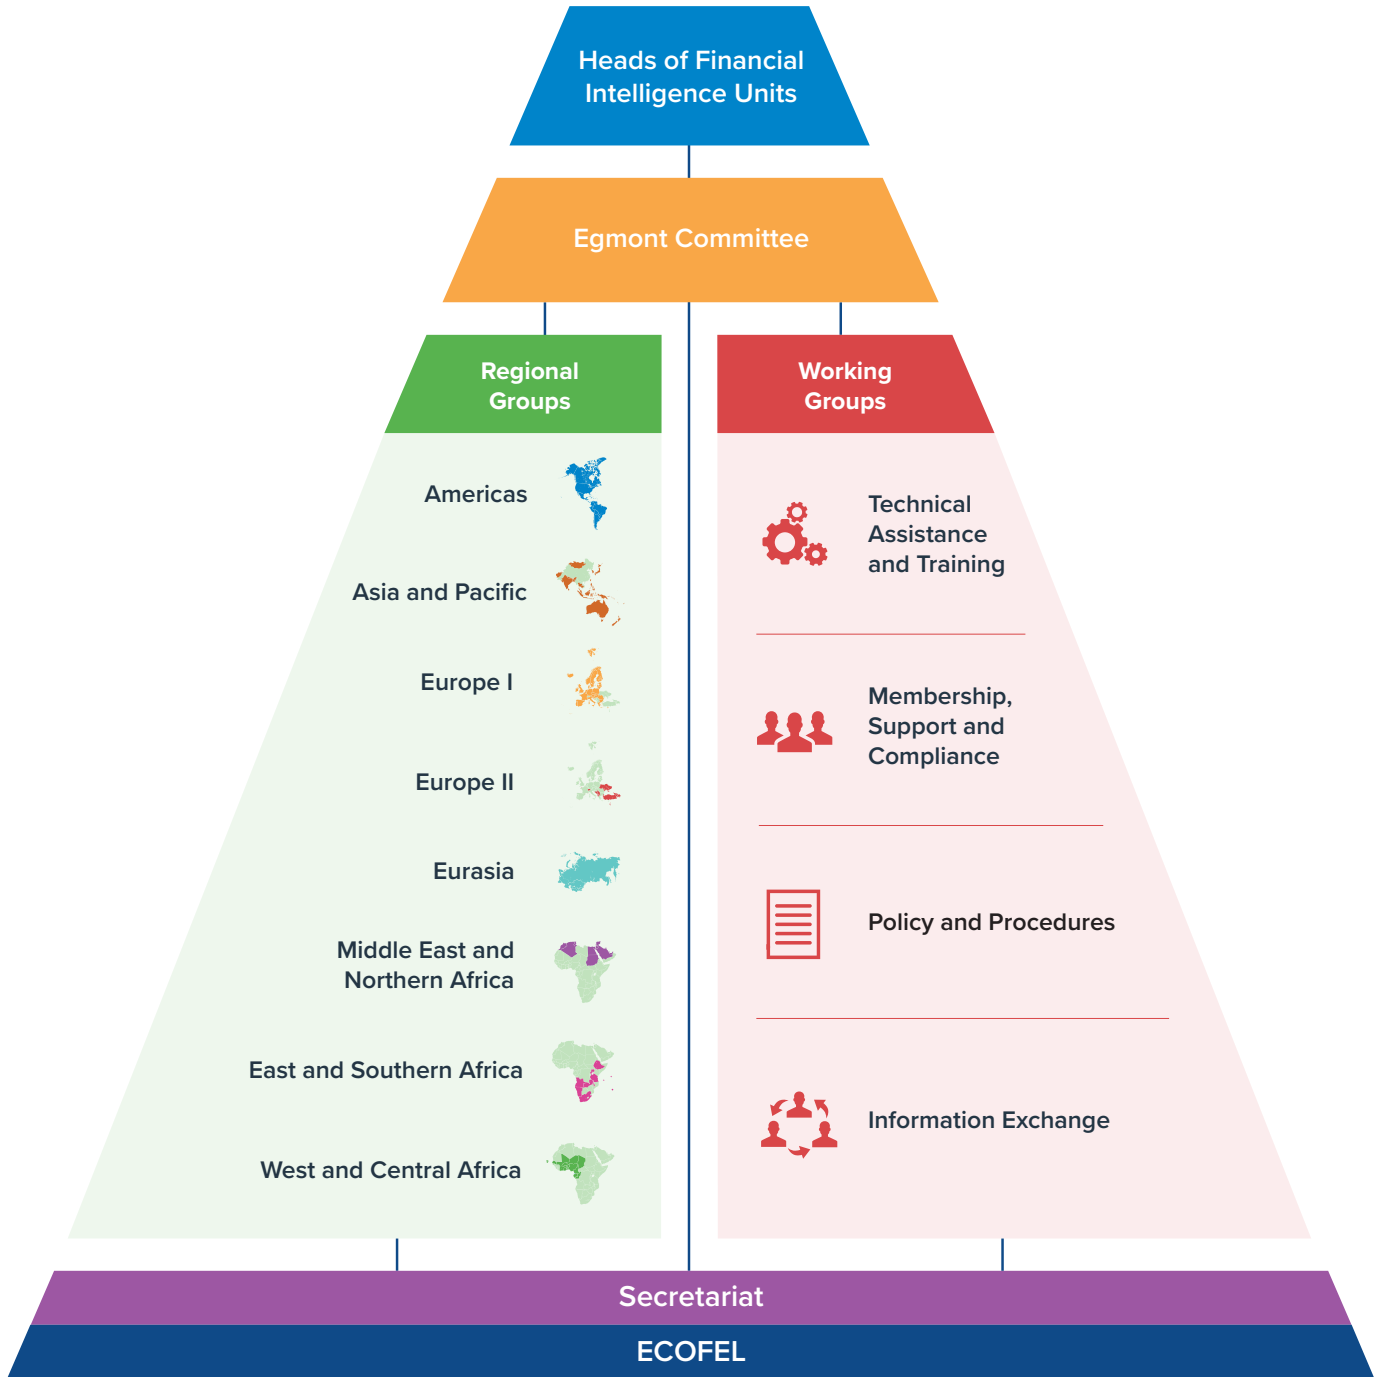 Heads of Financial
Intelligence Units
Egmont Committee
Regional
Groups
Americas
Asia and Pacific
Europe I
Europe II
Eurasia
Middle East and
Northern Africa
East and Southern Africa
West and Central Africa
Working
Groups
Technical
Assistance
and Training
Membership,
Support and
Compliance
Policy and Procedures
Information Exchange
Secretariat
ECOFEL